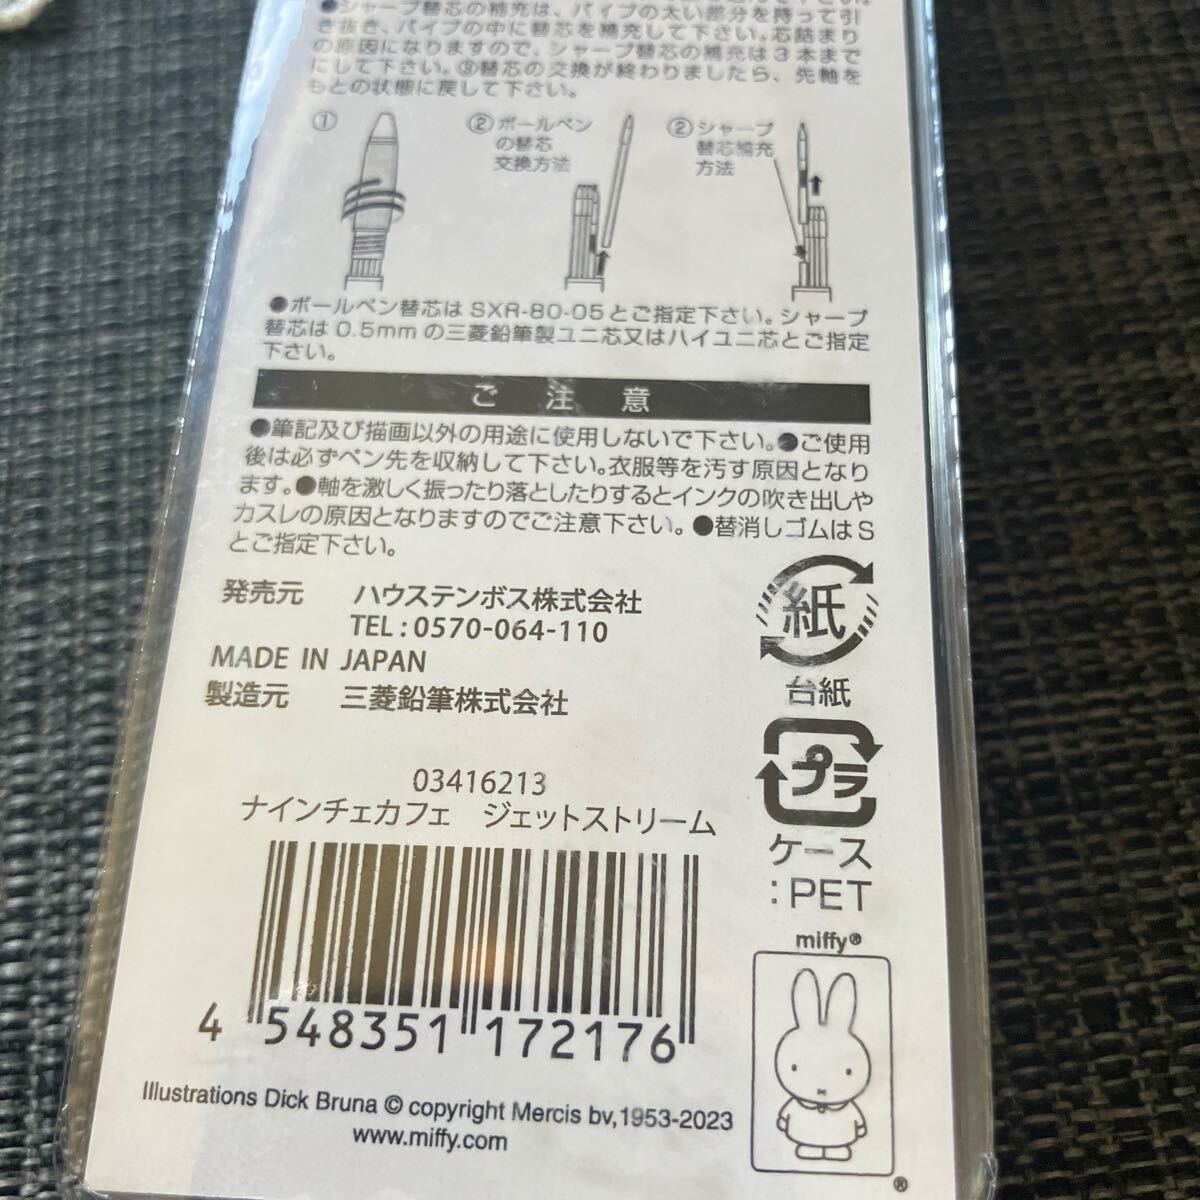 ●シャープ替芯の補充は、パイプの太い部分を持って引
き抜き、パイプの中に替芯を補充して下さい。芯詰まり
の原因になりますので、シャープ替芯の補充は3本まで
にして下さい。③替芯の交換が終わりましたら、先軸を
もとの状態に戻して下さい。
①
②ボールペン
の替芯
交換方法
②シャープ
替芯補充
方法
●ボールペン替芯は SXR-80-05とご指定下さい。シャープ
替芯は 0.5mm の三菱鉛筆製ユニ芯又はハイユニ芯とご指定
下さい。
ご 注 意
●筆記及び描画以外の用途に使用しないで下さい。●ご使用
後は必ずペン先を収納して下さい。衣服等を汚す原因となり
ます。●軸を激しく振ったり落としたりするとインクの吹き出しや
カスレの原因となりますのでご注意下さい。●替消しゴムはS
とご指定下さい。
発売元 ハウステンボス株式会社
TEL : 0570-064-110
MADE IN JAPAN
製造元 三菱鉛筆株式会社
紙
台紙
プラ
ケース
:PET
03416213
ナインチェカフェ ジェットストリーム
4 548351 172176
miffy®
®
Illustrations Dick Bruna © copyright Mercis bv,1953-2023
www.miffy.com